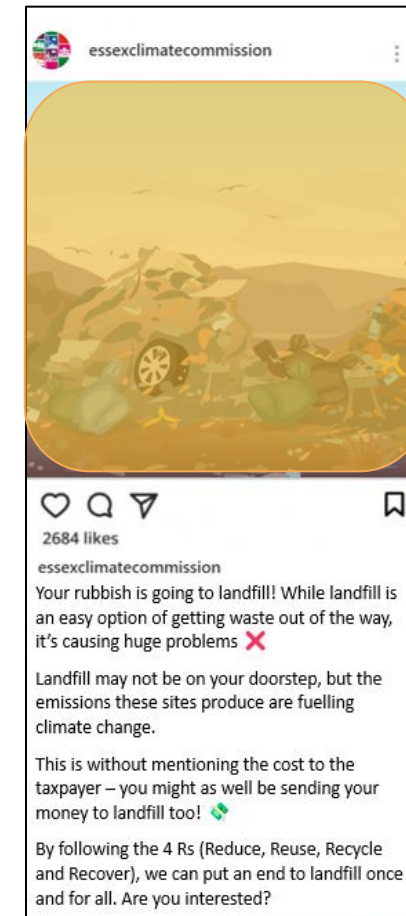 essexclimatecommission
2684 likes
essexclimatecommission
Your rubbish is going to landfill! While landfill is
an easy option of getting waste out of the way,
it's causing huge problems ❌
Landfill may not be on your doorstep, but the
emissions these sites produce are fuelling
climate change.
This is without mentioning the cost to the
taxpayer – you might as well be sending your
money to landfill too! 💸
By following the 4 Rs (Reduce, Reuse, Recycle
and Recover), we can put an end to landfill once
and for all. Are you interested?